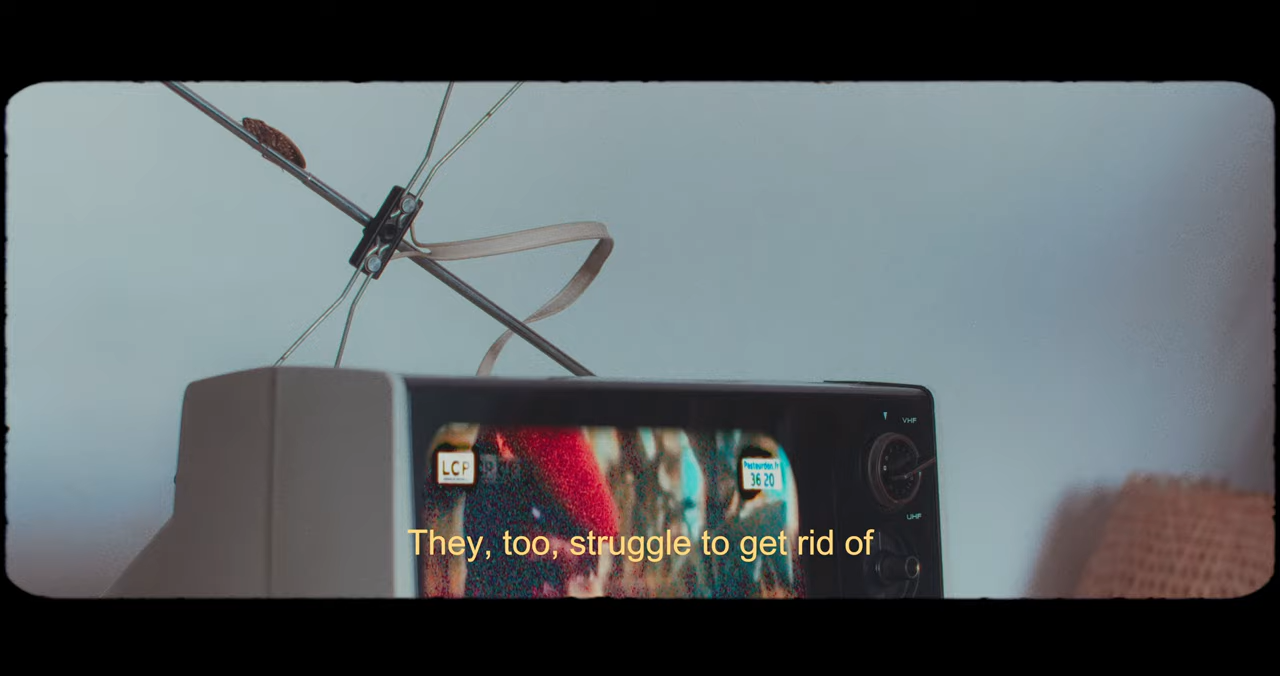 VHF
LCP
36 20
UHF
They, too, struggle to get rid of